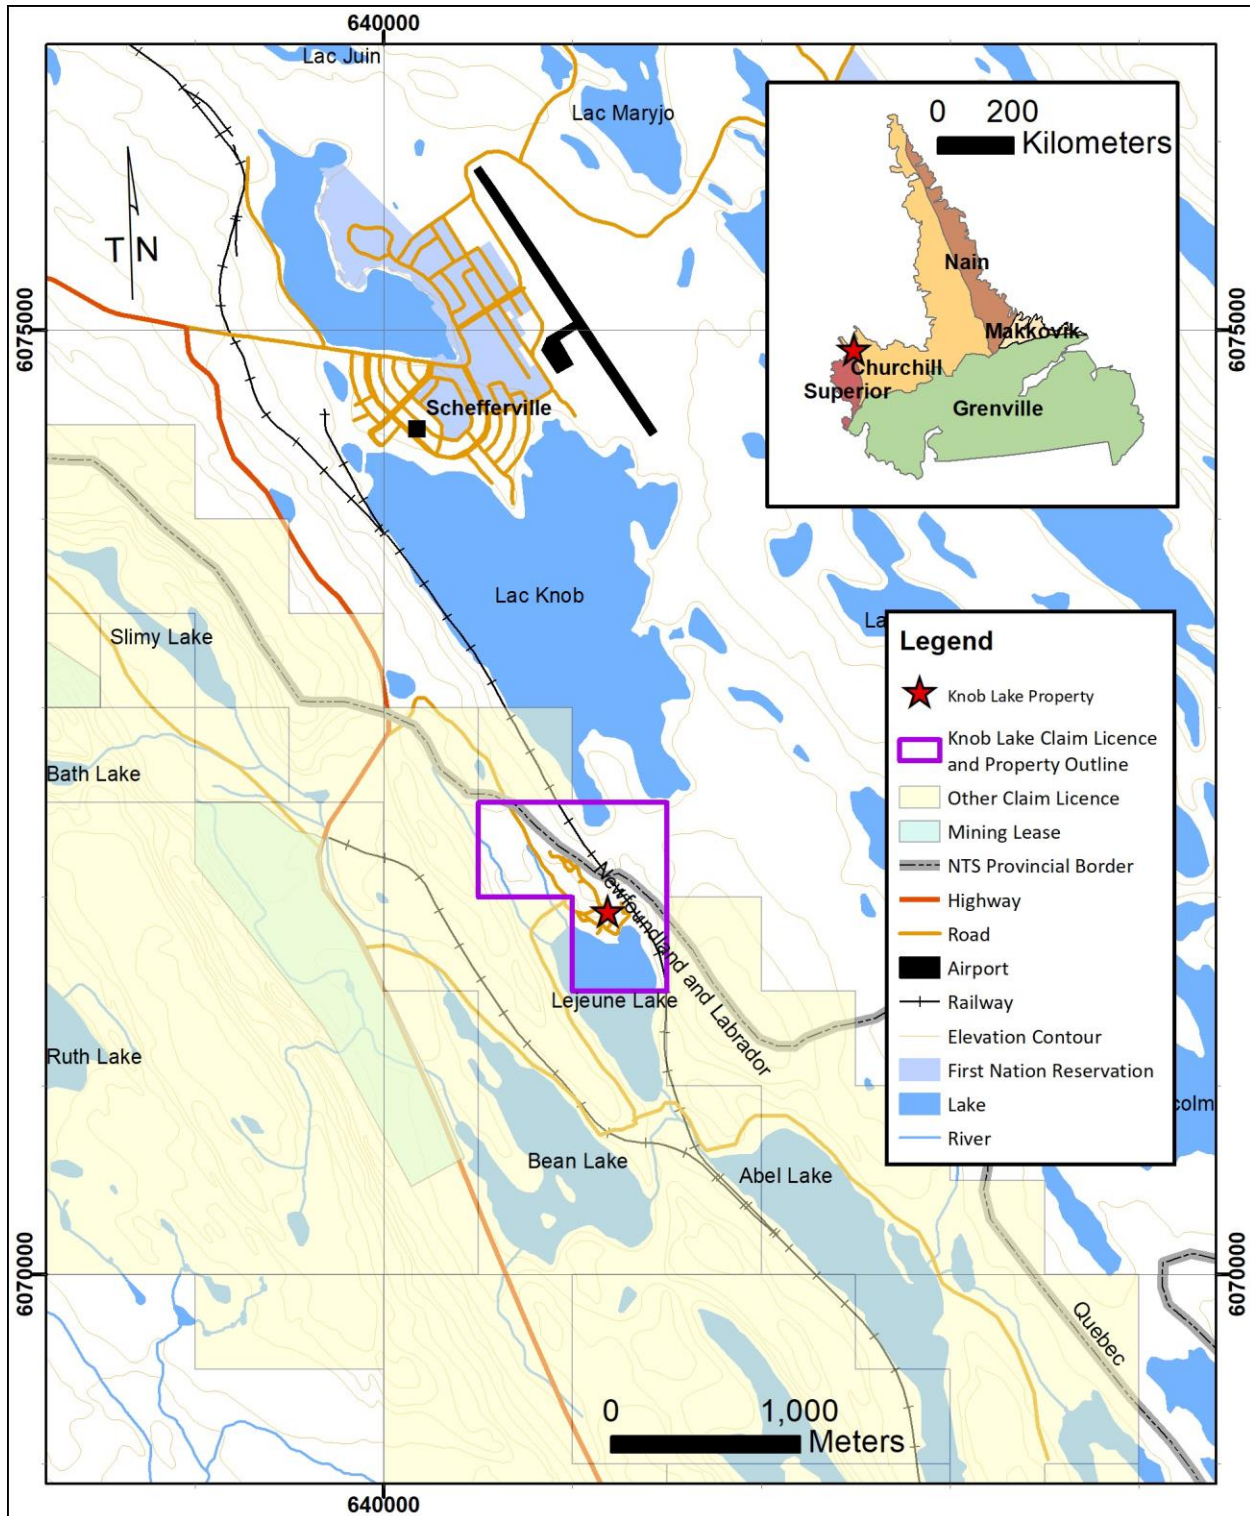 640000
Lac Juin
Lac Maryjo
0 200
Kilometers
T N
Nain
Makkovik
Churchill
Superior
Grenville
6075000
6075000
Schefferville
Lac Knob
La
Slimy Lake
Bath Lake
Legend
Knob Lake Property
Knob Lake Claim Licence
and Property Outline
Other Claim Licence
Mining Lease
NTS Provincial Border
Highway
Road
Airport
Railway
Elevation Contour
First Nation Reservation
Lake
River
Newfoundland and Labrador
Lejeune Lake
Ruth Lake
colm
Bean Lake
Abel Lake
6070000
6070000
Quebec
0 1,000
Meters
640000